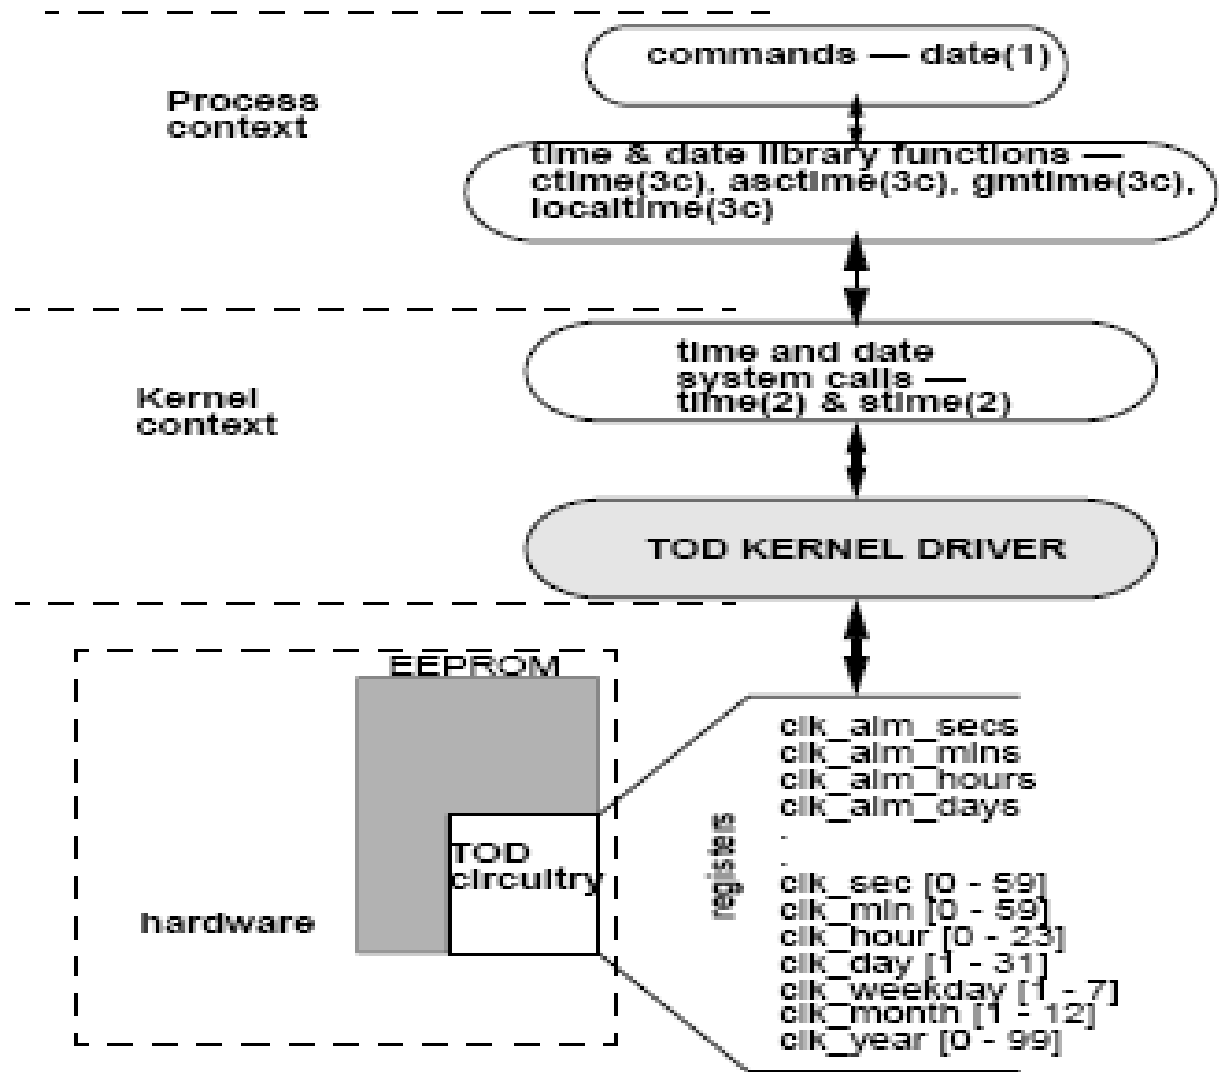 commands — date(1)
Process
context
time & date library functions —
ctime(3c), asctime(3c), gmtime(3c),
localtime(3c)
time and date
system calls —
time(2) & stime(2)
Kernel
context
TOD KERNEL DRIVER
EEPROM
TOD
circuitry
hardware
registers
clk_alm_secs
clk_alm_mins
clk_alm_hours
clk_alm_days
.
.
clk_sec [0 - 59]
clk_min [0 - 59]
clk_hour [0 - 23]
clk_day [1 - 31]
clk_weekday [1 - 7]
clk_month [1 - 12]
clk_year [0 - 99]